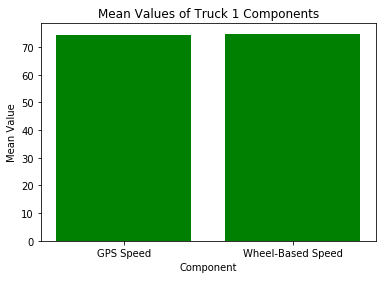 Mean Values of Truck 1 Components
70
60
50
40
30
20
10
0
Mean Value
GPS Speed
Wheel-Based Speed
Component